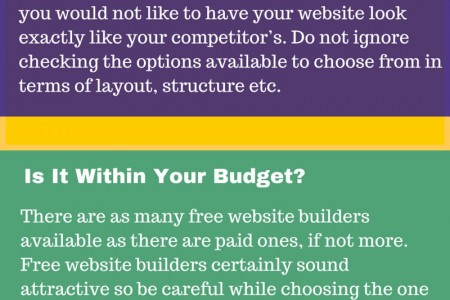 you would not like to have your website look
exactly like your competitor's. Do not ignore
checking the options available to choose from in
terms of layout, structure etc.
Is It Within Your Budget?
There are as many free website builders
available as there are paid ones, if not more.
Free website builders certainly sound
attractive so be careful while choosing the one